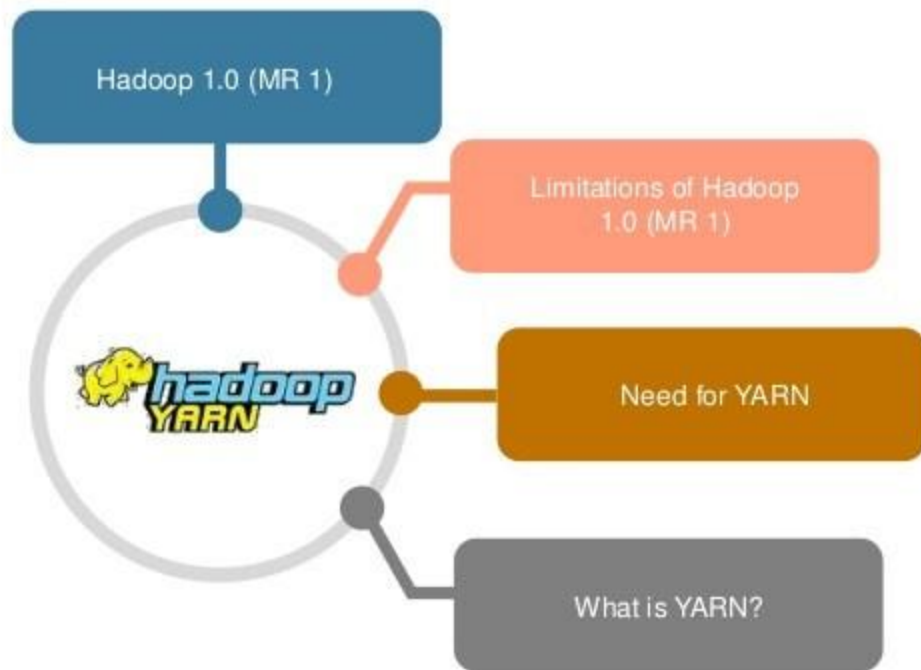 Hadoop 1.0 (MR 1)
Limitations of Hadoop
1.0 (MR 1)
hadoop
YARN
Need for YARN
What is YARN?